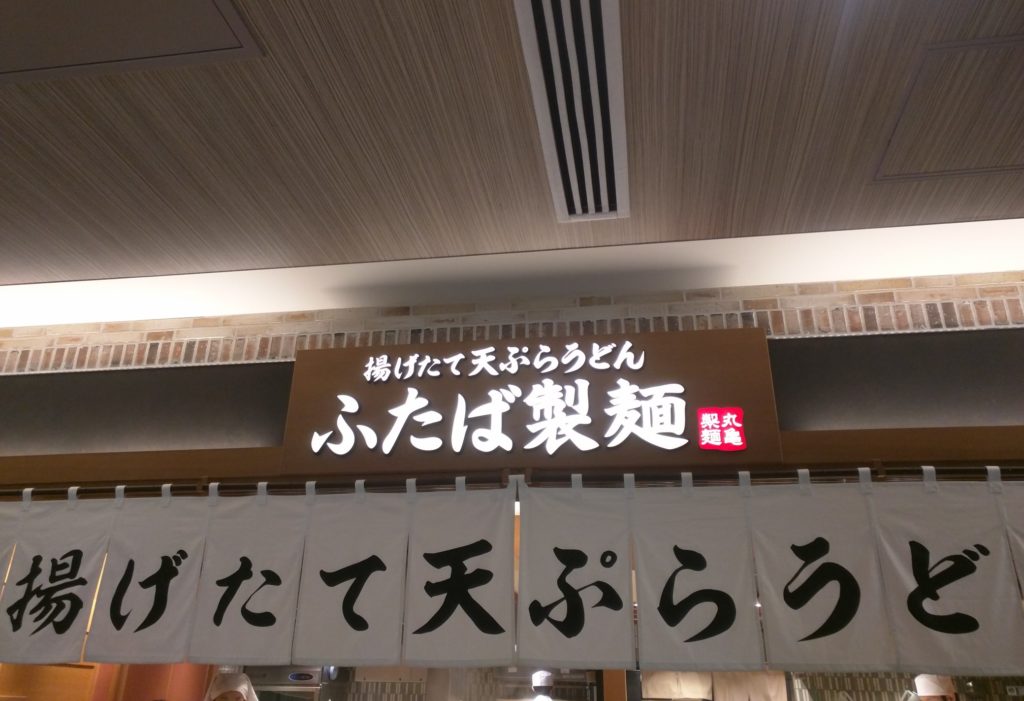 揚げたて天ぷらうどん
ふたば製麺
丸亀
製麺
揚げたて天ぷらうど